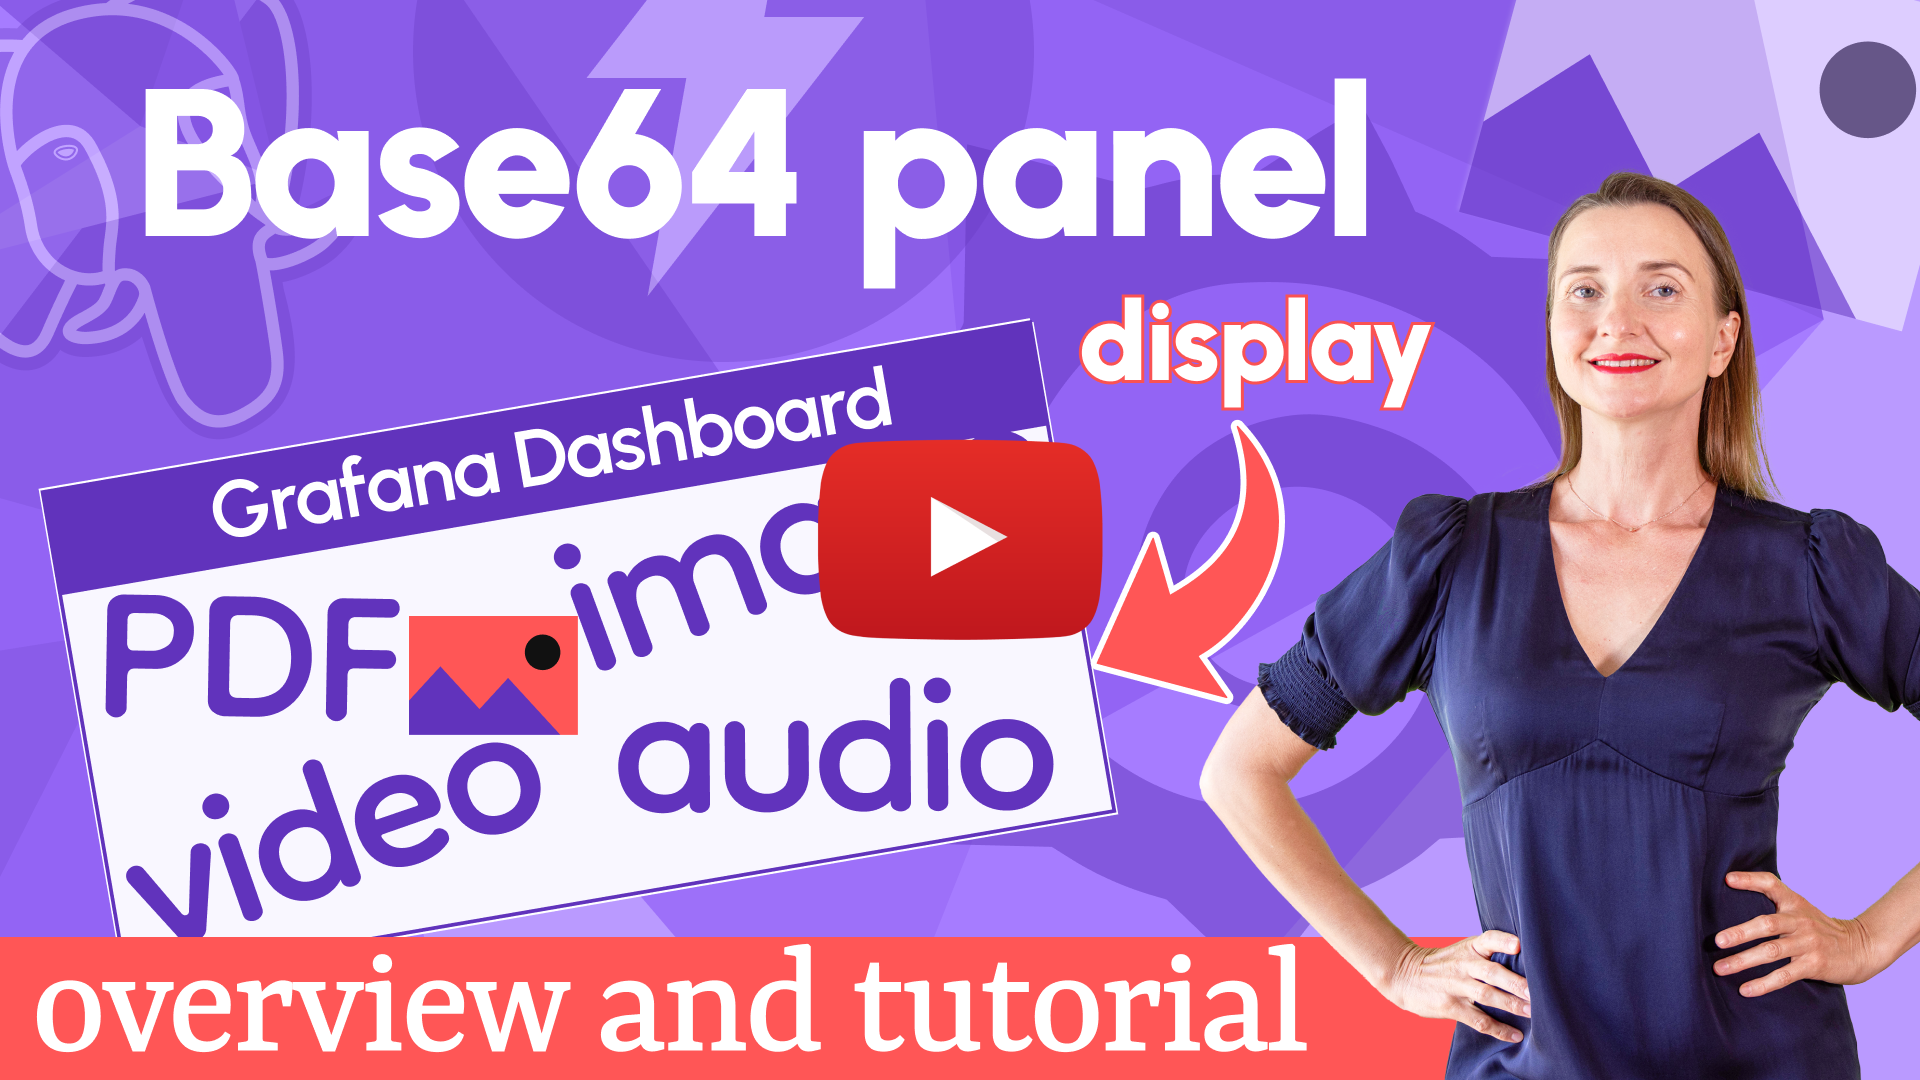 Base64 panel
display
Grafana Dashboard
PDF
video audio
overview and tutorial